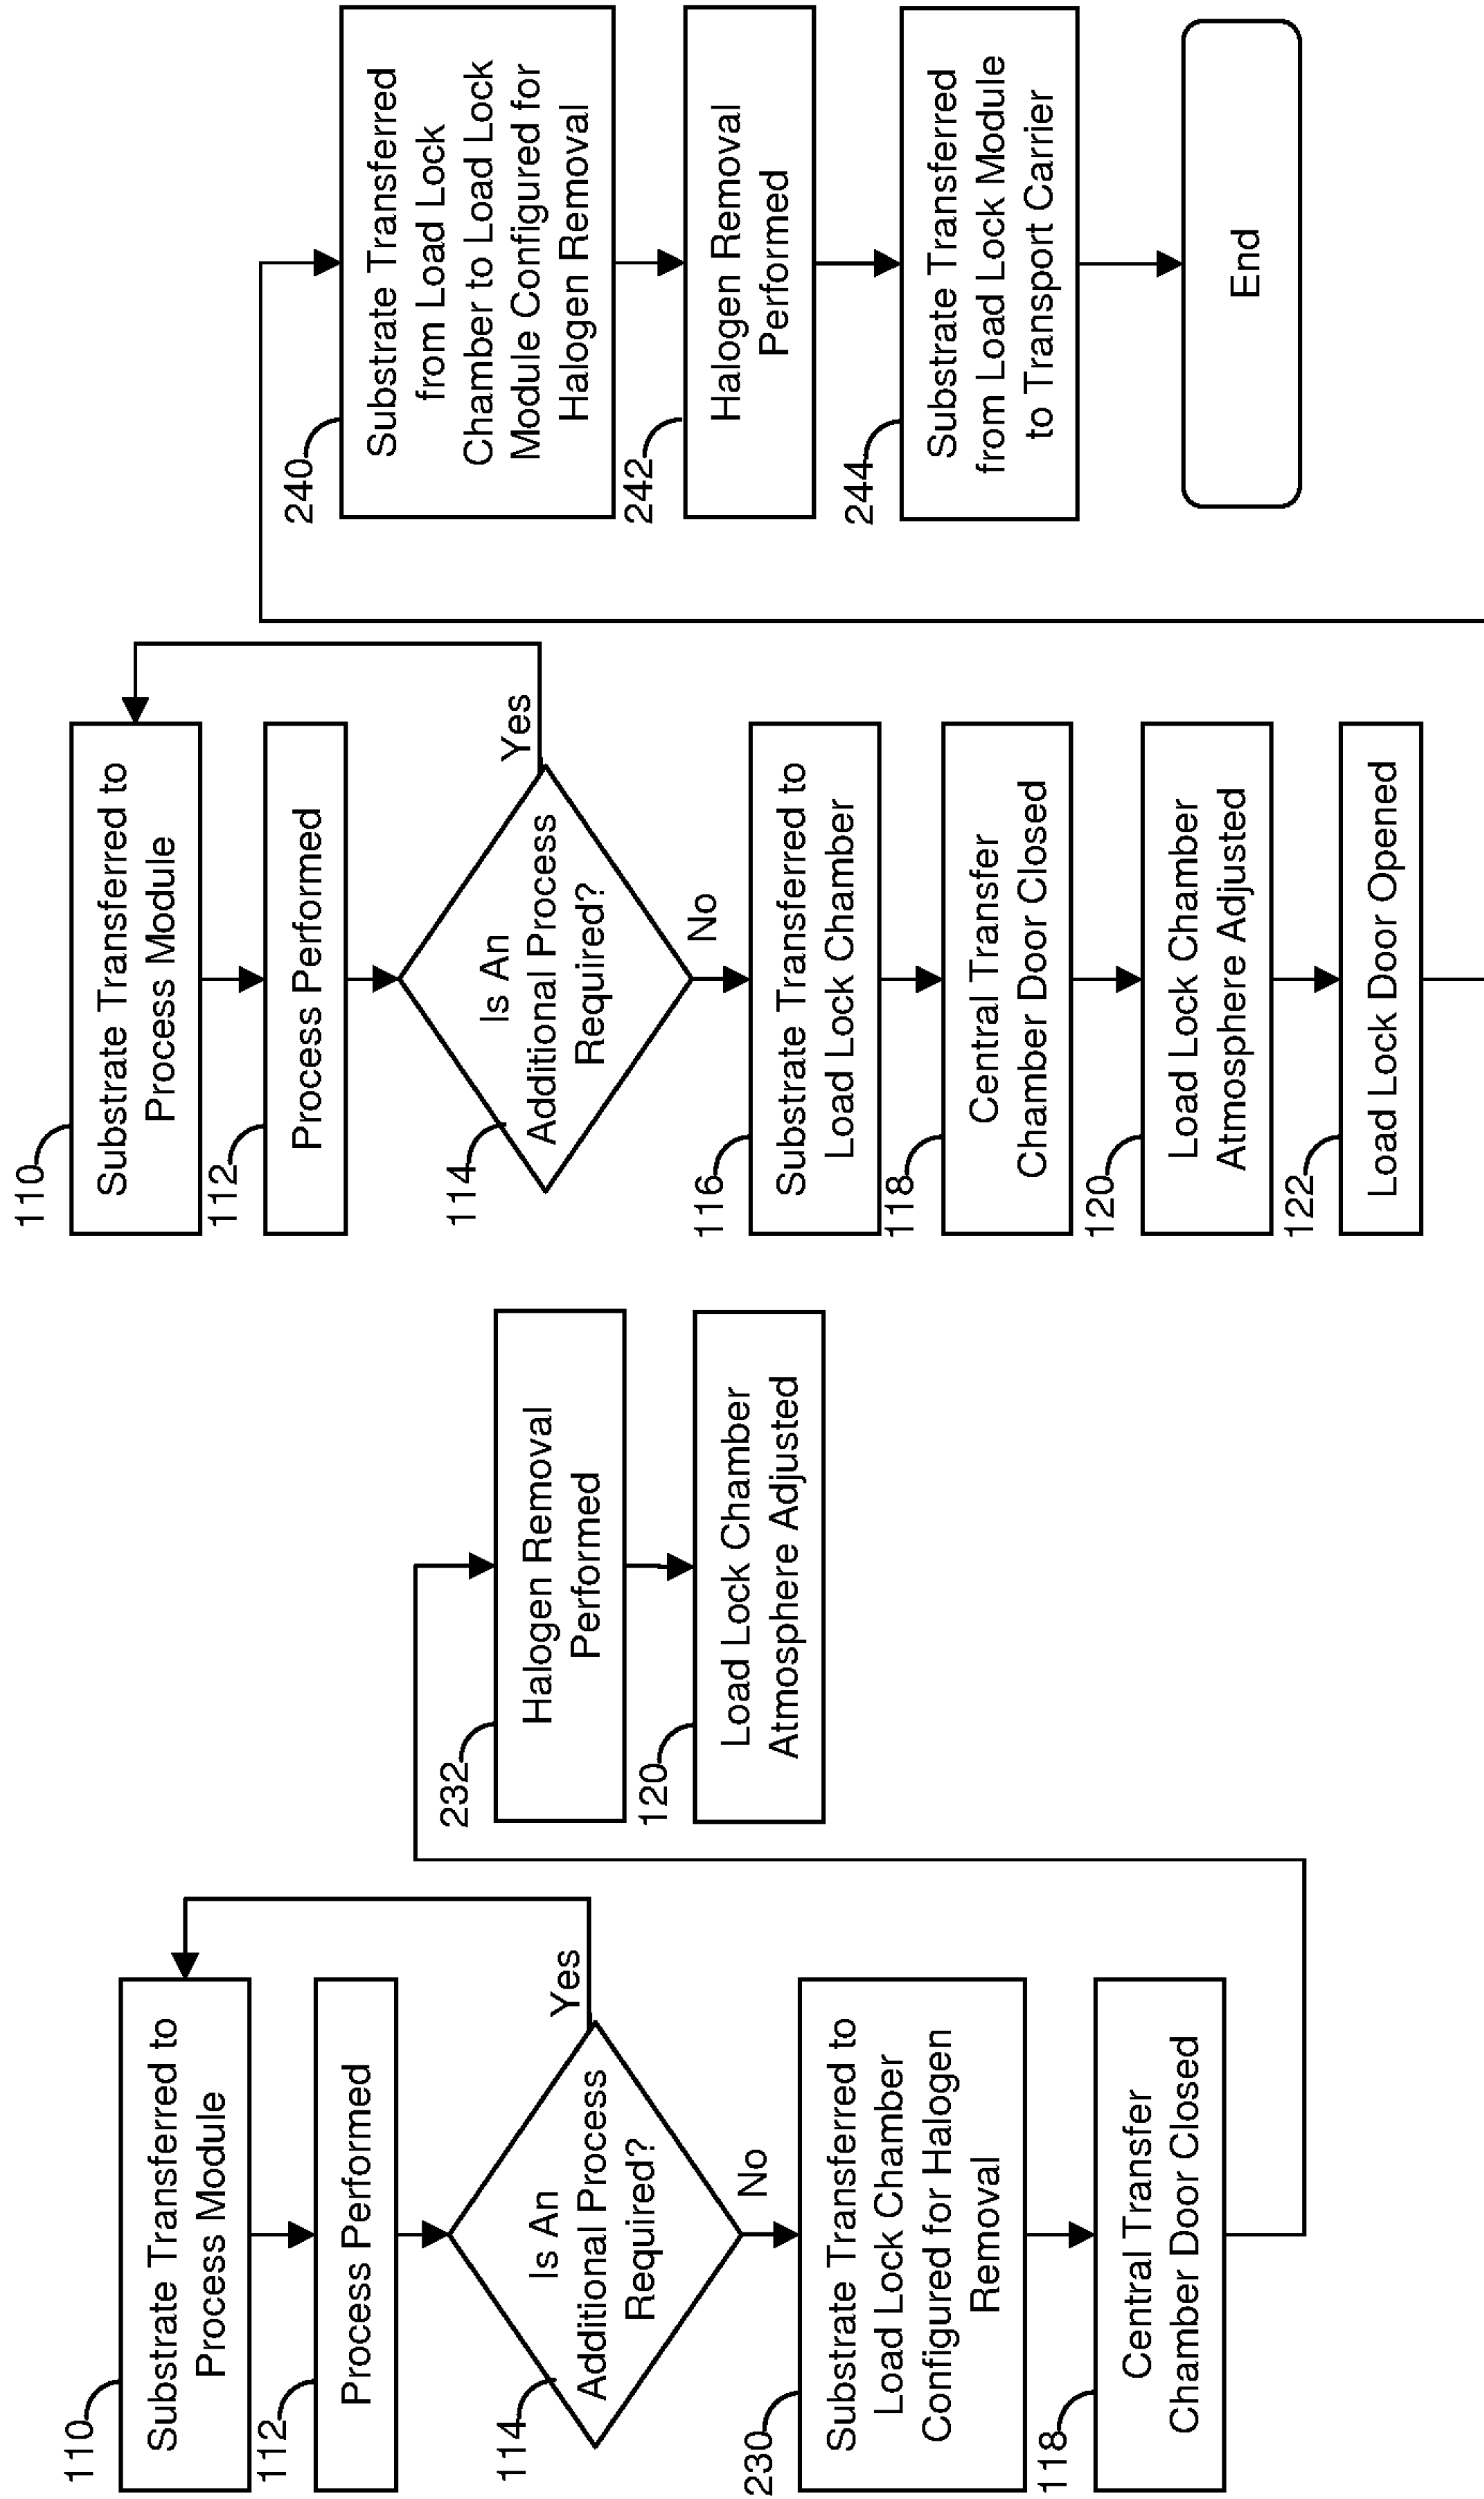 110
Substrate Transferred to
Process Module
112
Process Performed
114
Is An
Additional Process
Required?
Yes
No
230
Substrate Transferred to
Load Lock Chamber
Configured for Halogen
Removal
118
Central Transfer
Chamber Door Closed
232
Halogen Removal
Performed
120
Load Lock Chamber
Atmosphere Adjusted
110
Substrate Transferred to
Process Module
112
Process Performed
114
Is An
Additional Process
Required?
Yes
No
116
Substrate Transferred to
Load Lock Chamber
118
Central Transfer
Chamber Door Closed
120
Load Lock Chamber
Atmosphere Adjusted
122
Load Lock Door Opened
240
Substrate Transferred
from Load Lock
Chamber to Load Lock
Module Configured for
Halogen Removal
242
Halogen Removal
Performed
244
Substrate Transferred
from Load Lock Module
to Transport Carrier
End